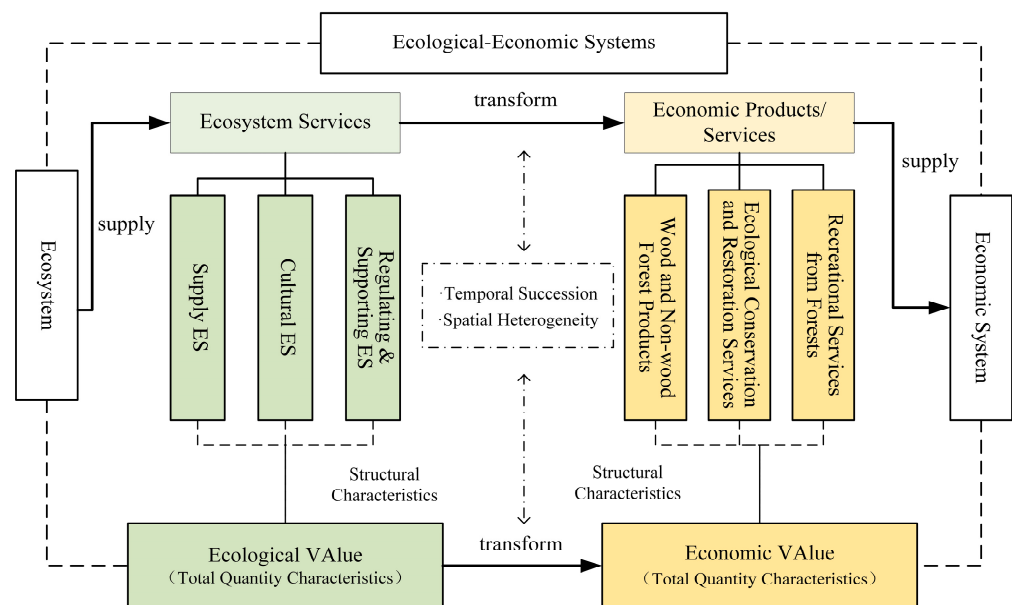 Ecological-Economic Systems
transform
Ecosystem Services
Economic Products/
Services
supply
supply
Ecosystem
Supply ES
Cultural ES
Regulating &
Supporting ES
·Temporal Succession
·Spatial Heterogeneity
Wood and Non-wood
Forest Products
Ecological Conservation
and Restoration Services
Recreational Services
from Forests
Economic System
Structural
Characteristics
Structural
Characteristics
Ecological VAlue
（Total Quantity Characteristics）
transform
Economic VAlue
（Total Quantity Characteristics）